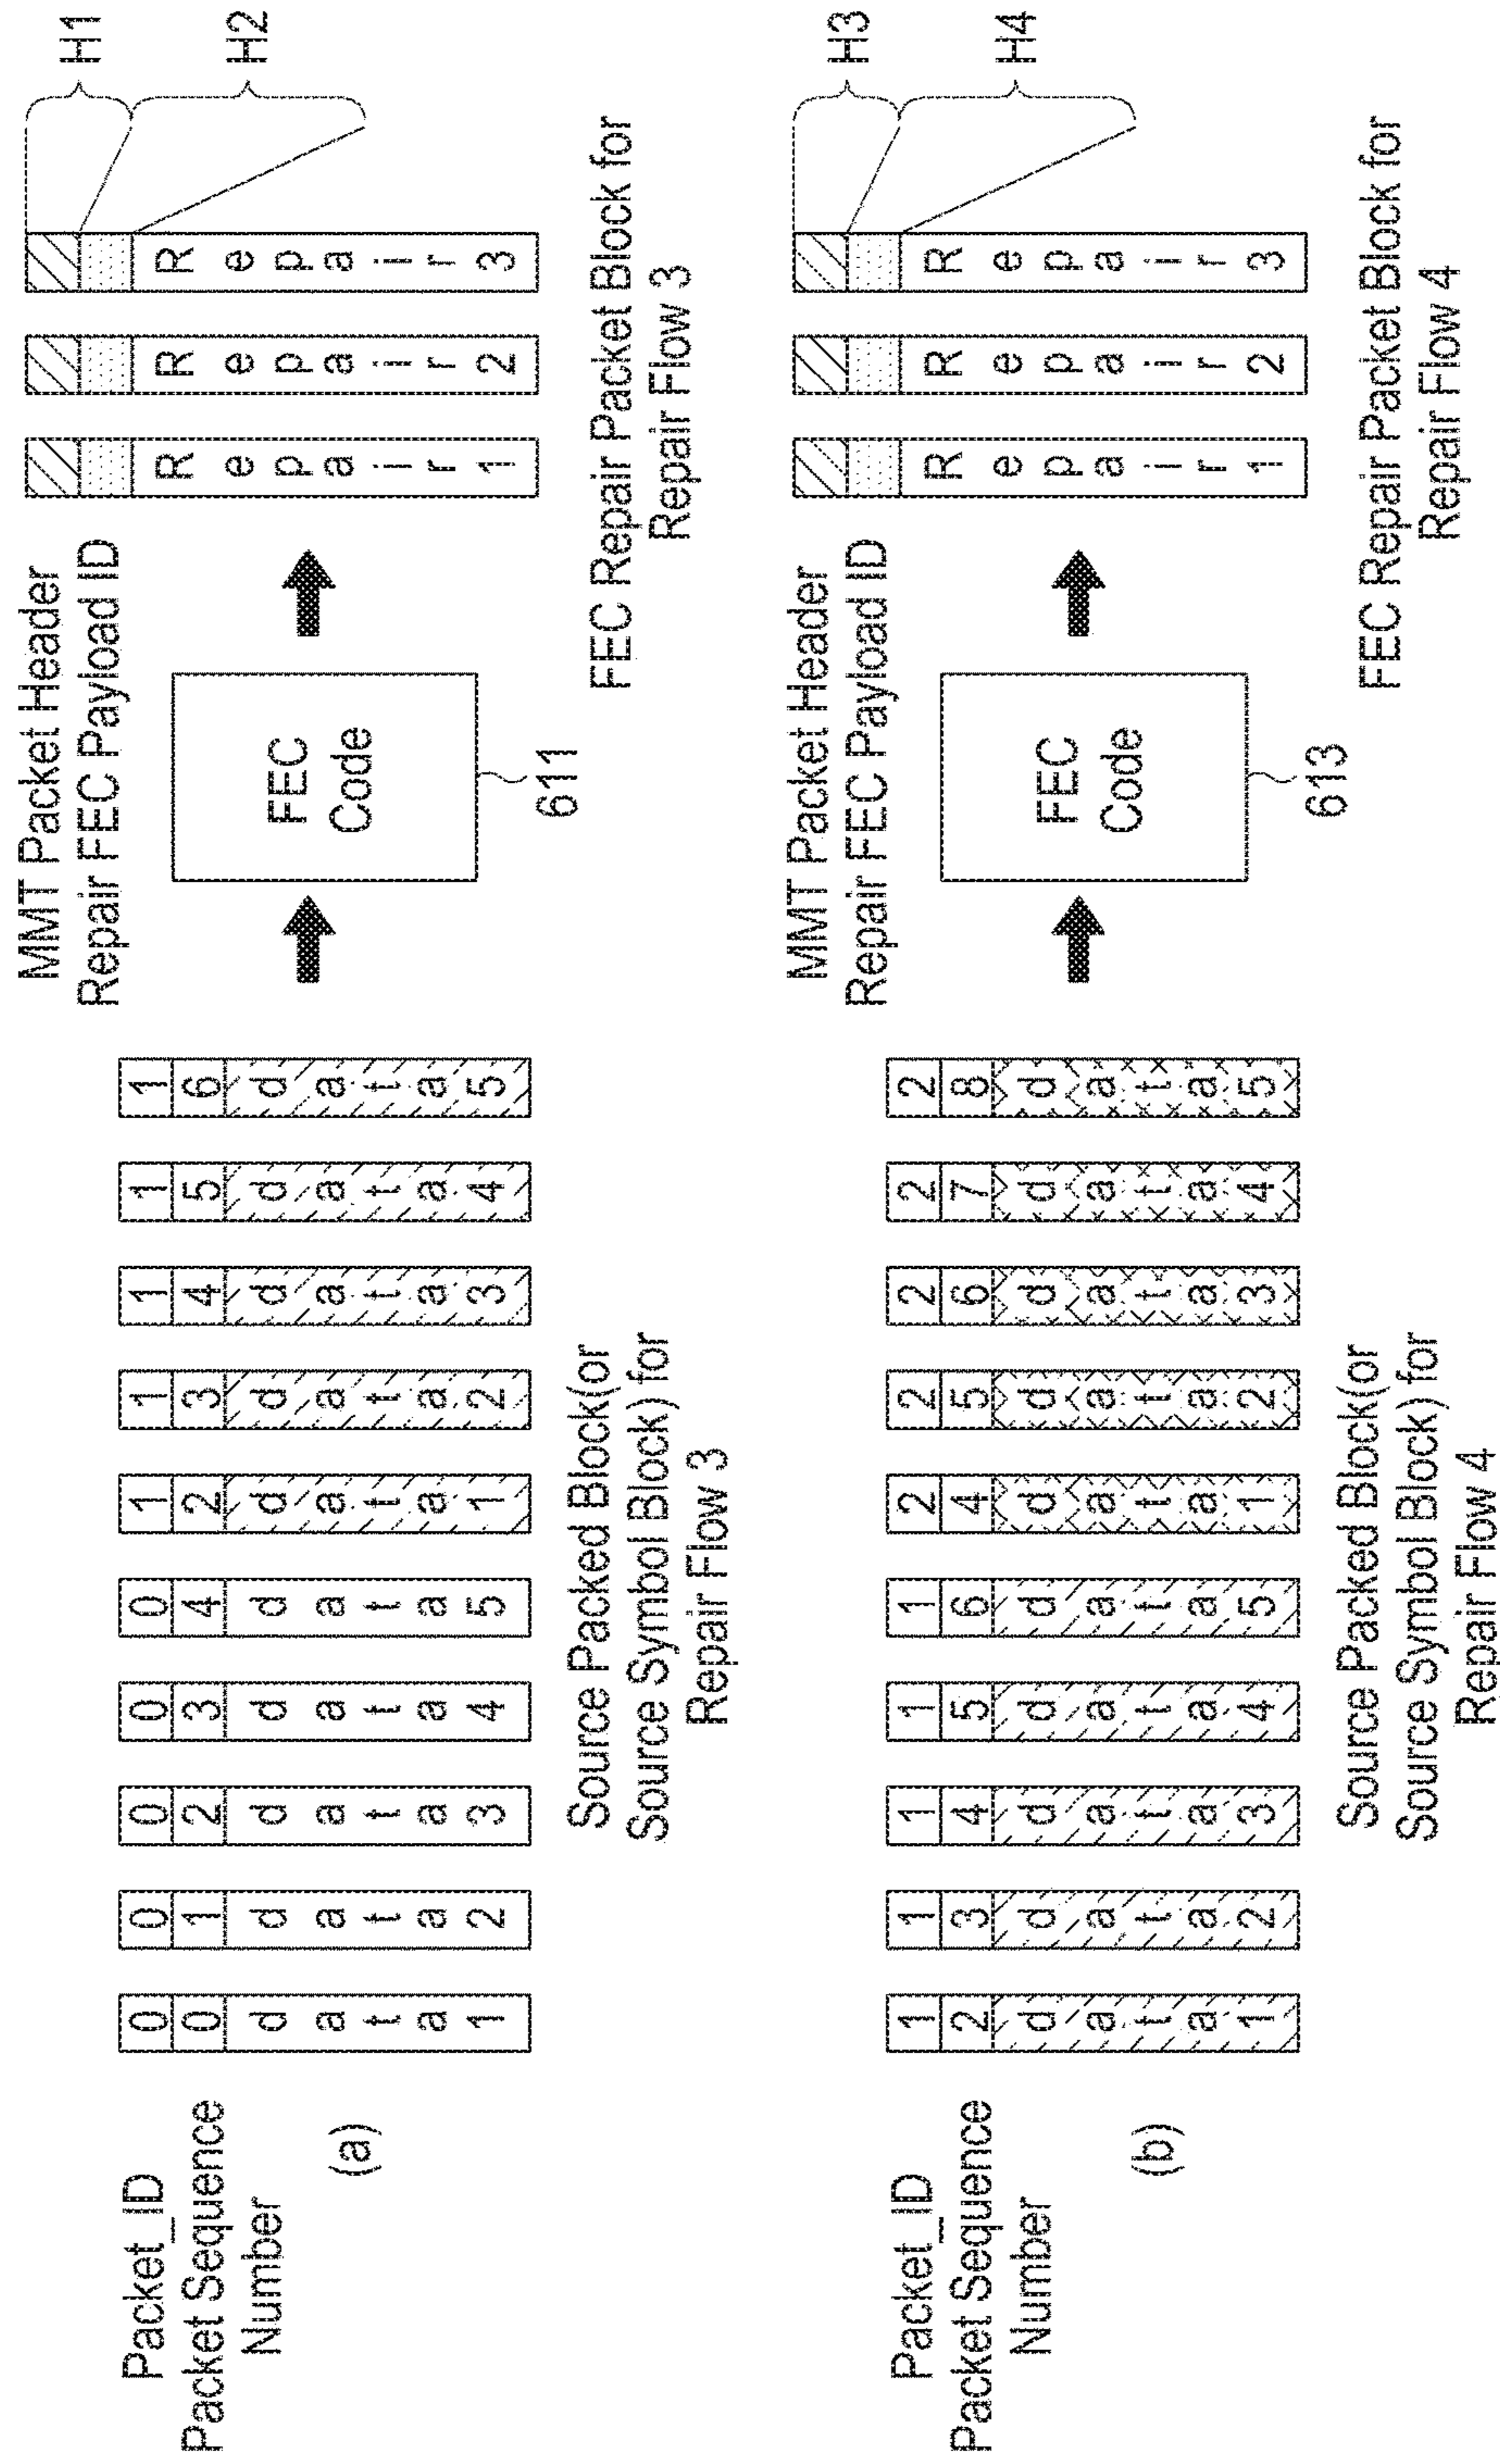 MMT Packet Header
Repair FEC Payload ID
H1
H2
Packet_ID
0 0 0 0 0 1 1 1 1 1
Packet Sequence
Number
0 1 2 3 4 2 3 4 5 6
(a)
data1
data2
data3
data4
data5
data1
data2
data3
data4
data5
FEC
Code
611
Repair1
Repair2
Repair3
Source Packed Block(or
Source Symbol Block) for
Repair Flow 3
FEC Repair Packet Block for
Repair Flow 3
MMT Packet Header
Repair FEC Payload ID
H3
H4
Packet_ID
1 1 1 1 1 2 2 2 2 2
Packet Sequence
Number
2 3 4 5 6 4 5 6 7 8
(b)
data1
data2
data3
data4
data5
data1
data2
data3
data4
data5
FEC
Code
613
Repair1
Repair2
Repair3
Source Packed Block(or
Source Symbol Block) for
Repair Flow 4
FEC Repair Packet Block for
Repair Flow 4